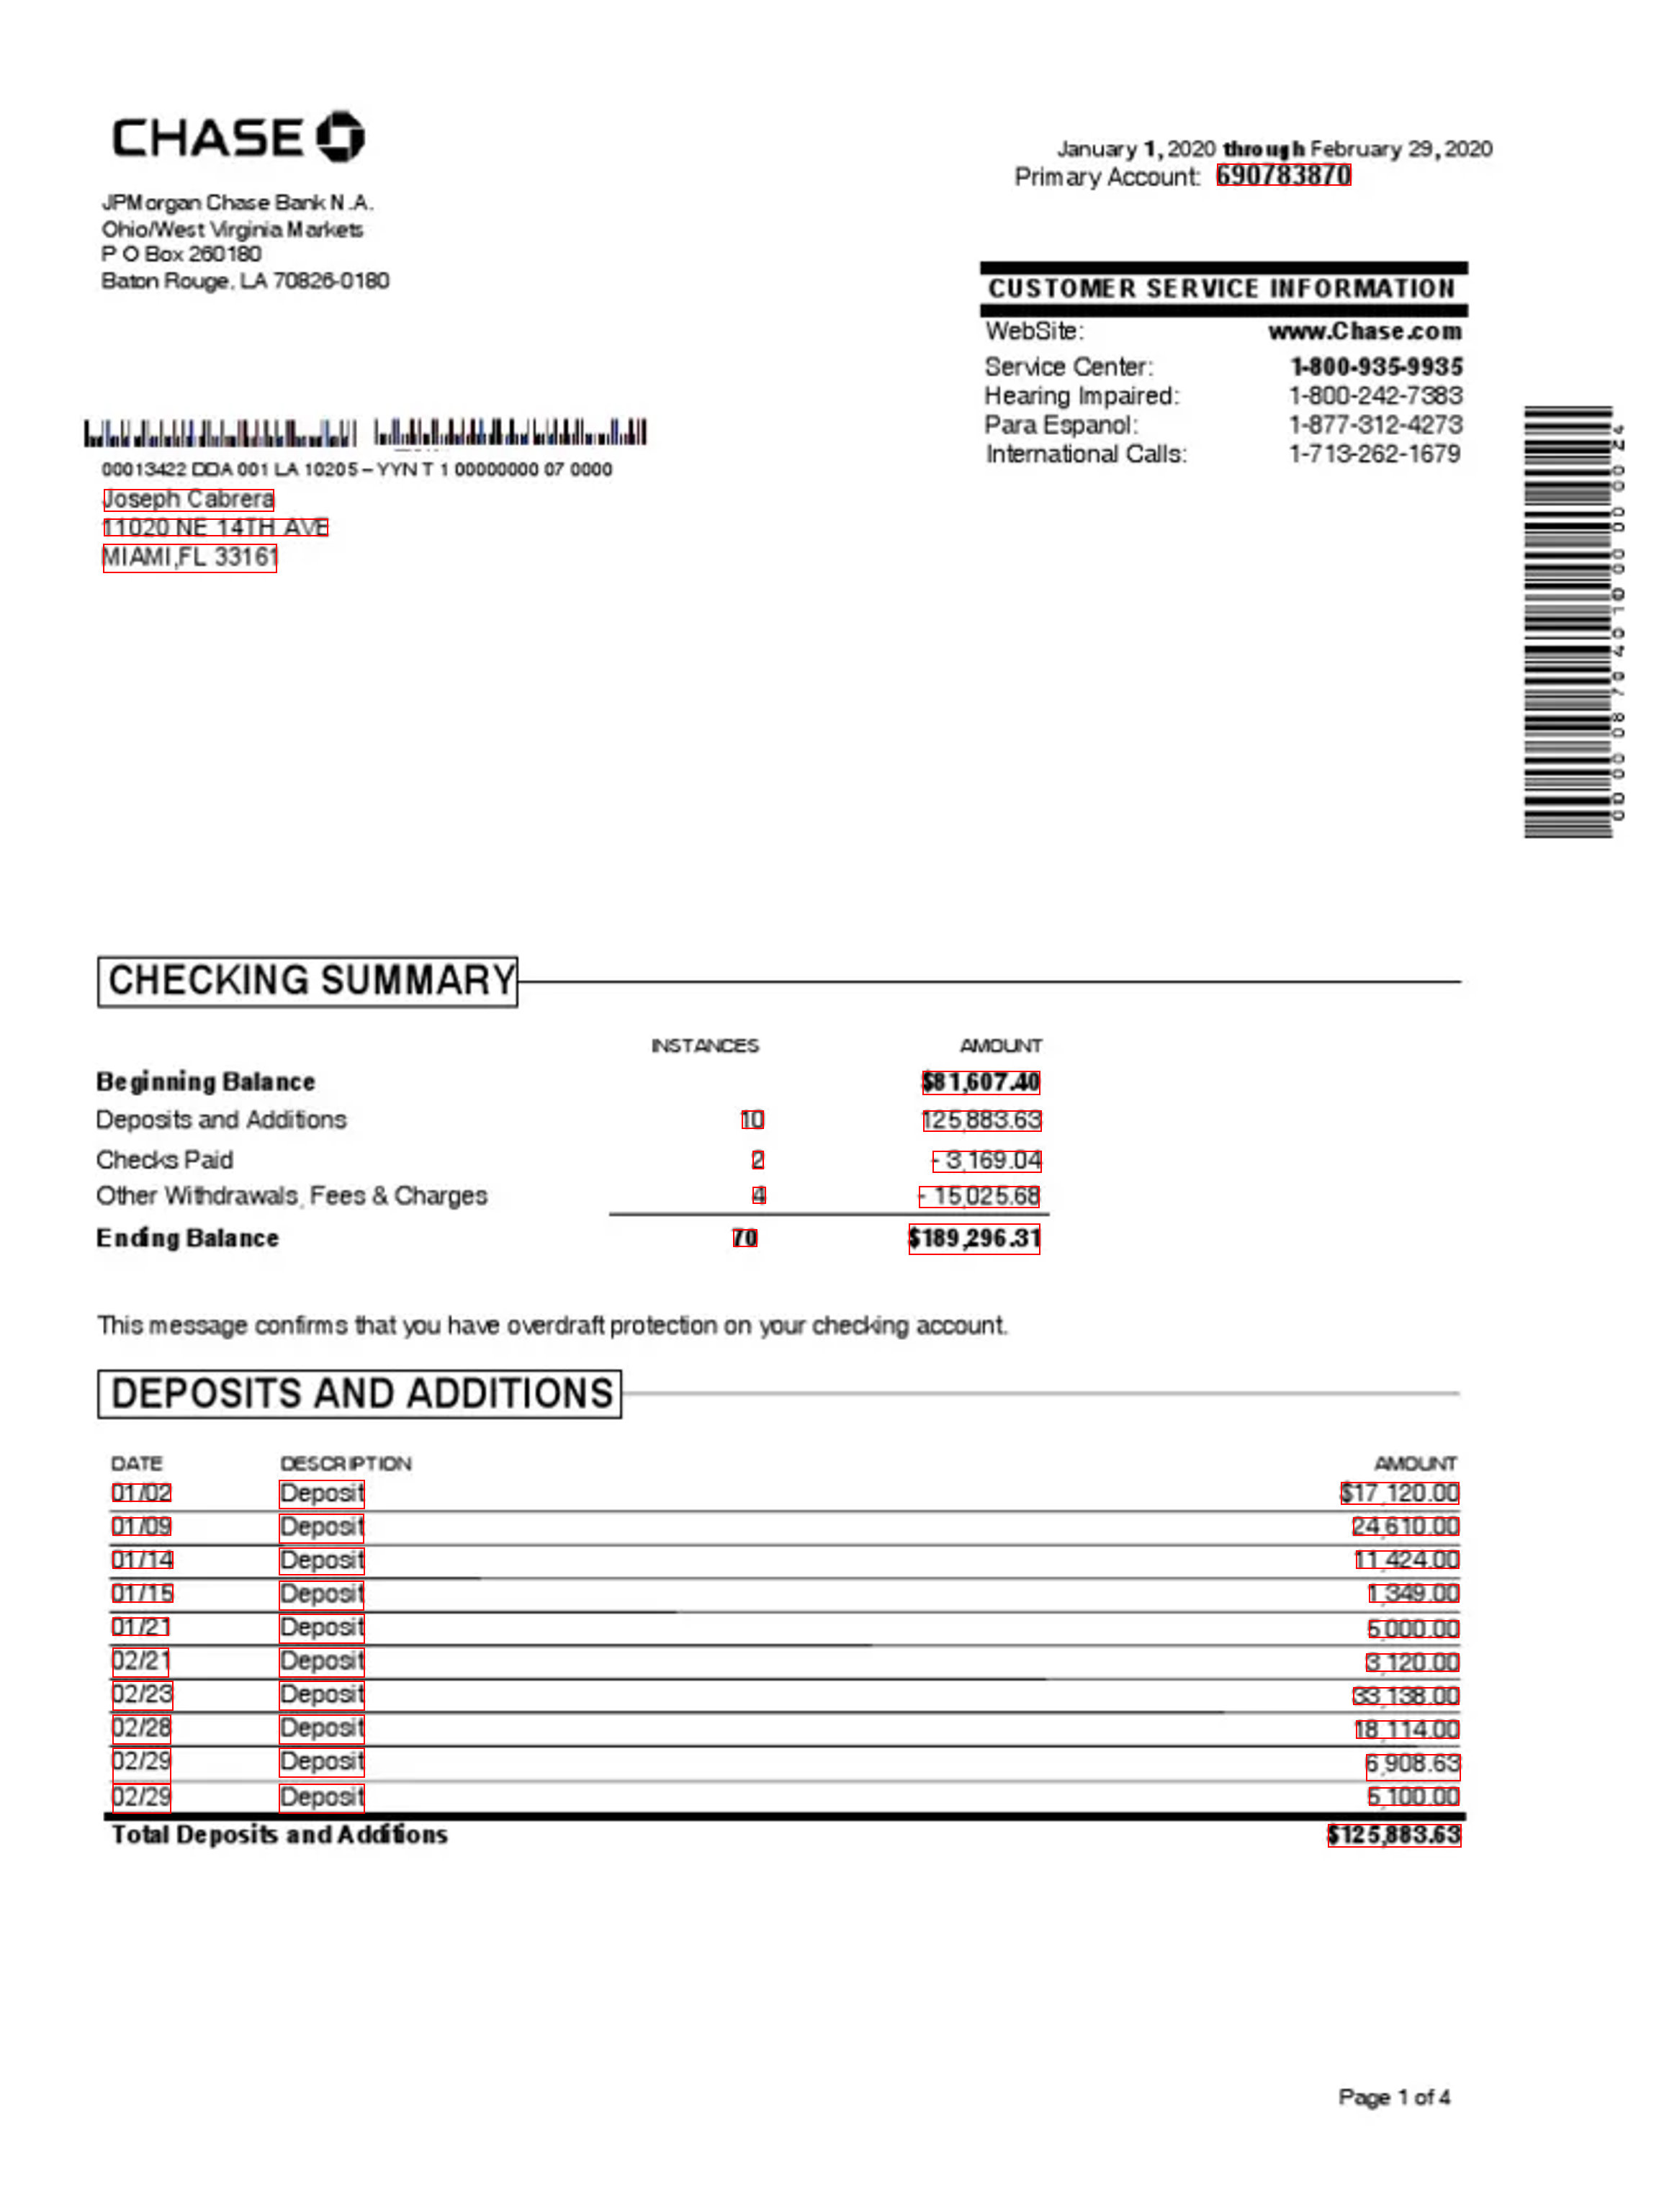 CHASE
January 1, 2020 through February 29, 2020
Primary Account: 690783870
JPMorgan Chase Bank N.A.
Ohio/West Virginia Markets
P O Box 260180
Baton Rouge, LA 70826-0180
CUSTOMER SERVICE INFORMATION
WebSite: www.Chase.com
Service Center: 1-800-935-9935
Hearing Impaired: 1-800-242-7383
Para Espanol: 1-877-312-4273
International Calls: 1-713-262-1679
00013422 DDA 001 LA 10205 – YYN T 1 00000000 07 0000
Joseph Cabrera
11020 NE 14TH AVE
MIAMI,FL 33161
CHECKING SUMMARY
INSTANCES AMOUNT
Beginning Balance $81,607.40
Deposits and Additions 10 125,883.63
Checks Paid 2 - 3,169.04
Other Withdrawals, Fees & Charges 4 - 15,025.68
Ending Balance 70 $189,296.31
This message confirms that you have overdraft protection on your checking account.
DEPOSITS AND ADDITIONS
DATE DESCRIPTION AMOUNT
01/02 Deposit $17,120.00
01/09 Deposit 24,610.00
01/14 Deposit 11,424.00
01/15 Deposit 1,349.00
01/21 Deposit 5,000.00
02/21 Deposit 3,120.00
02/23 Deposit 33,138.00
02/28 Deposit 18,114.00
02/29 Deposit 6,908.63
02/29 Deposit 5,100.00
Total Deposits and Additions $125,883.63
Page 1 of 4